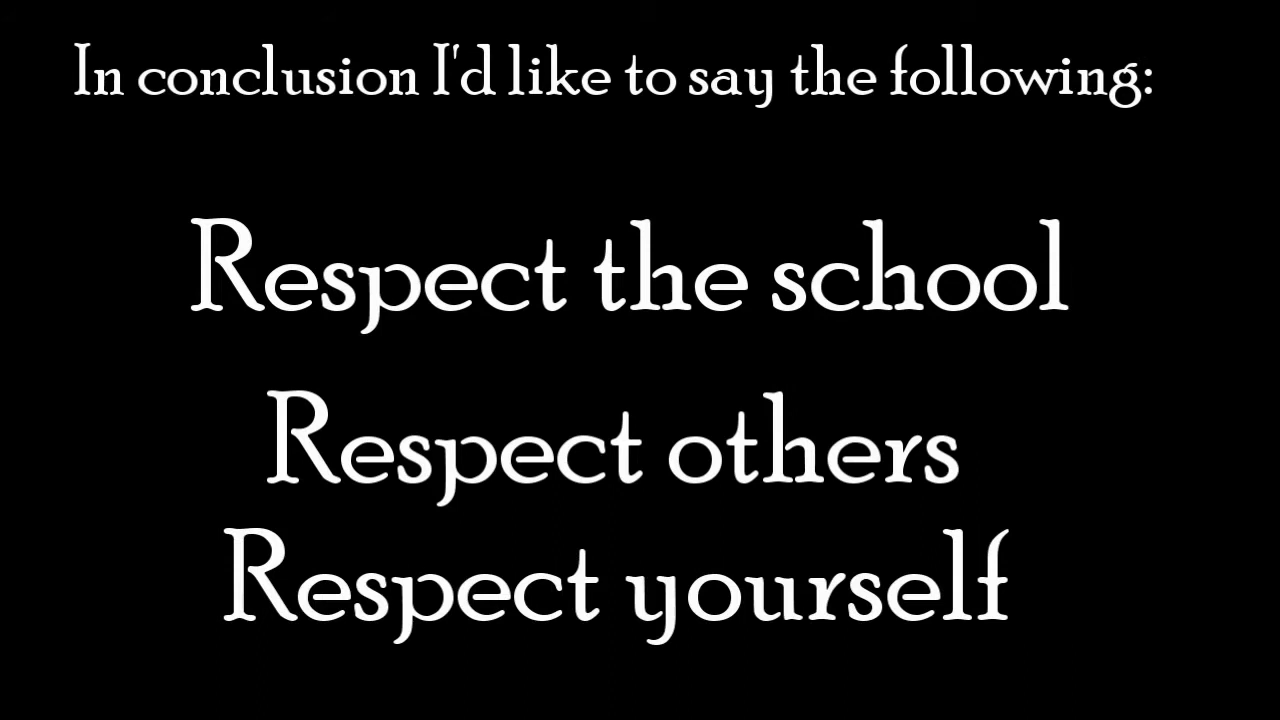 In conclusion I'd like to say the following:
Respect the school
Respect others
Respect yourself